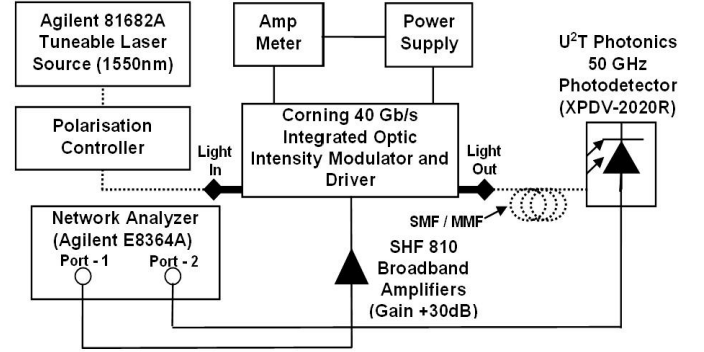 Agilent 81682A
Tuneable Laser
Source (1550nm)
Amp
Meter
Power
Supply
U²T Photonics
50 GHz
Photodetector
(XPDV-2020R)
Polarisation
Controller
Corning 40 Gb/s
Integrated Optic
Intensity Modulator and
Driver
Light
In
Light
Out
SMF / MMF
Network Analyzer
(Agilent E8364A)
Port - 1
Port - 2
SHF 810
Broadband
Amplifiers
(Gain +30dB)